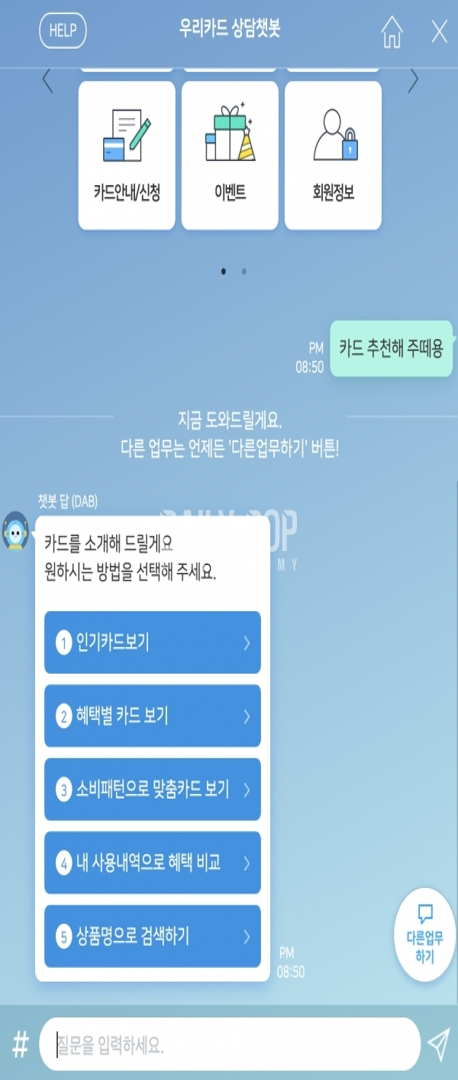 HELP
우리카드 상담챗봇
카드안내/신청
이벤트
회원정보
카드 추천해 주떼용
PM
08:50
지금 도와드릴게요.
다른 업무는 언제든 '다른업무하기' 버튼!
챗봇 답 (DAB)
카드를 소개해 드릴게요
원하시는 방법을 선택해 주세요.
1 인기카드보기
2 혜택별 카드 보기
3 소비패턴으로 맞춤카드 보기
4 내 사용내역으로 혜택 비교
5 상품명으로 검색하기
PM
08:50
다른업무
하기
# 질문을 입력하세요.